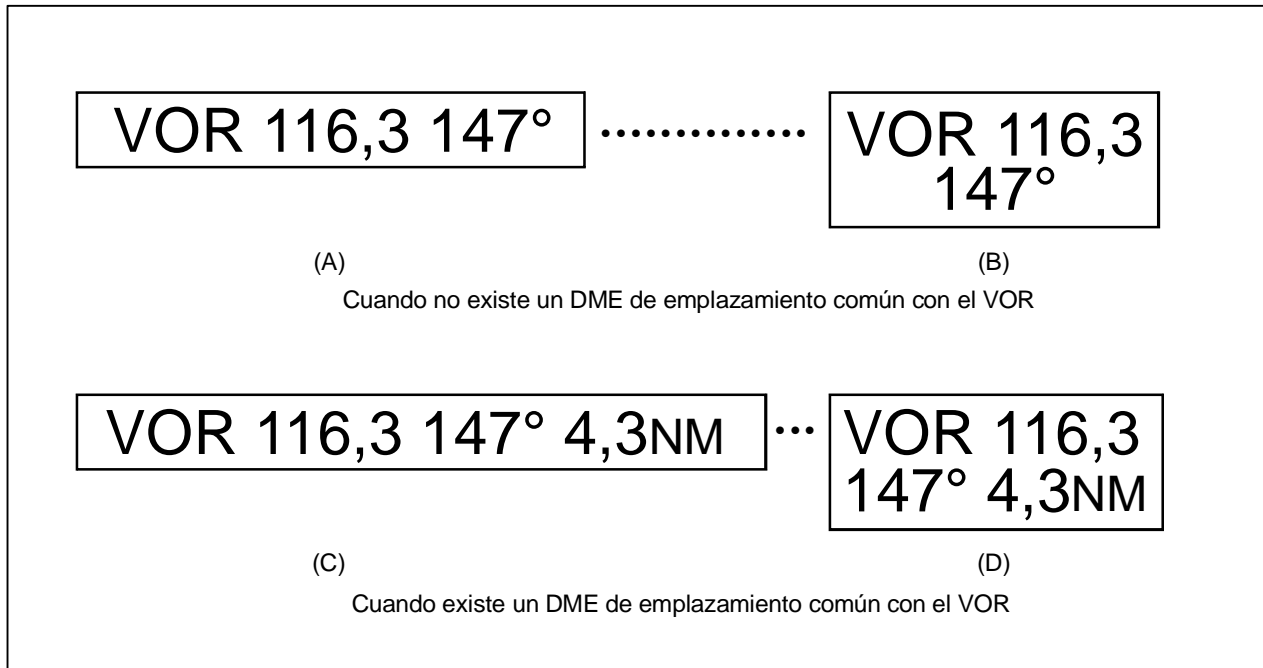 VOR 116,3 147° .............. VOR 116,3
147°
(A) (B)
Cuando no existe un DME de emplazamiento común con el VOR
VOR 116,3 147° 4,3NM ... VOR 116,3
147° 4,3NM
(C) (D)
Cuando existe un DME de emplazamiento común con el VOR